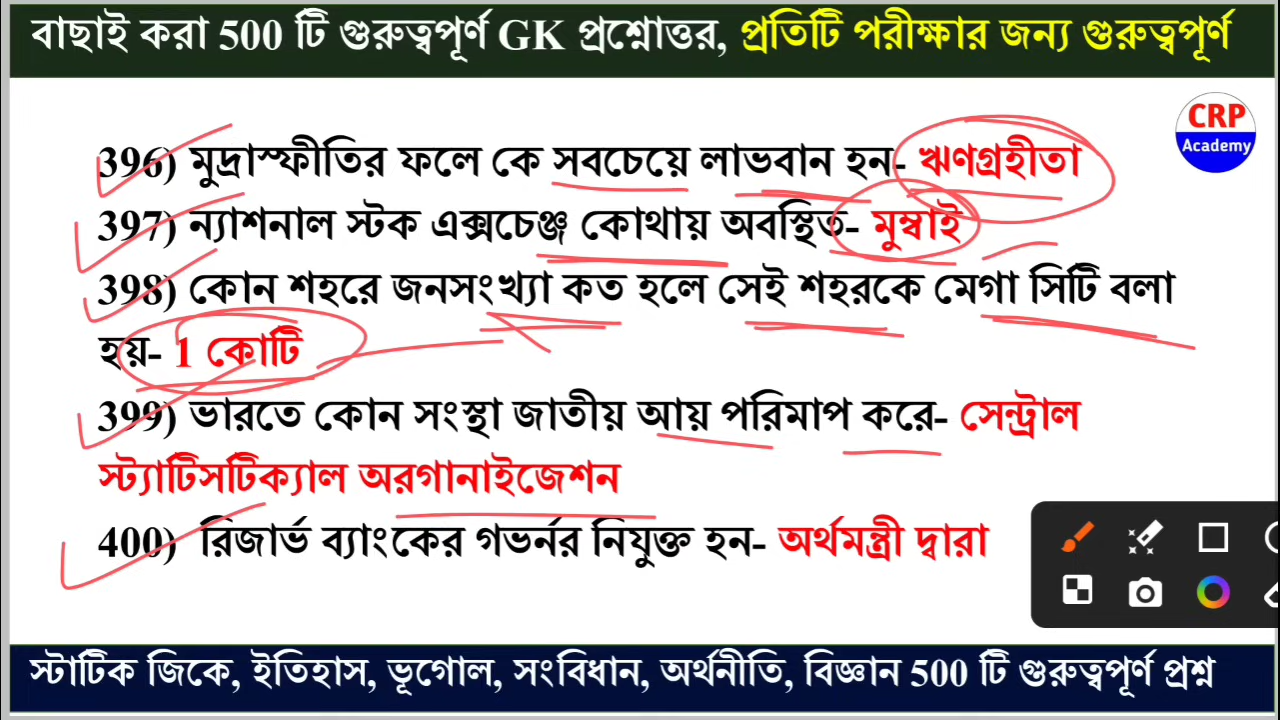 বাছাই করা 500 টি গুরুত্বপূর্ণ GK প্রশ্নোত্তর, প্রতিটি পরীক্ষার জন্য গুরুত্বপূর্ণ
CRP
Academy
396) মুদ্রাস্ফীতির ফলে কে সবচেয়ে লাভবান হন- ঋণগ্রহীতা
397) ন্যাশনাল স্টক এক্সচেঞ্জ কোথায় অবস্থিত- মুম্বাই
398) কোন শহরে জনসংখ্যা কত হলে সেই শহরকে মেগা সিটি বলা
হয়- 1 কোটি
399) ভারতে কোন সংস্থা জাতীয় আয় পরিমাপ করে- সেন্ট্রাল
স্ট্যাটিসটিক্যাল অরগানাইজেশন
400) রিজার্ভ ব্যাংকের গভর্নর নিযুক্ত হন- অর্থমন্ত্রী দ্বারা
স্টাটিক জিকে, ইতিহাস, ভূগোল, সংবিধান, অর্থনীতি, বিজ্ঞান 500 টি গুরুত্বপূর্ণ প্রশ্ন